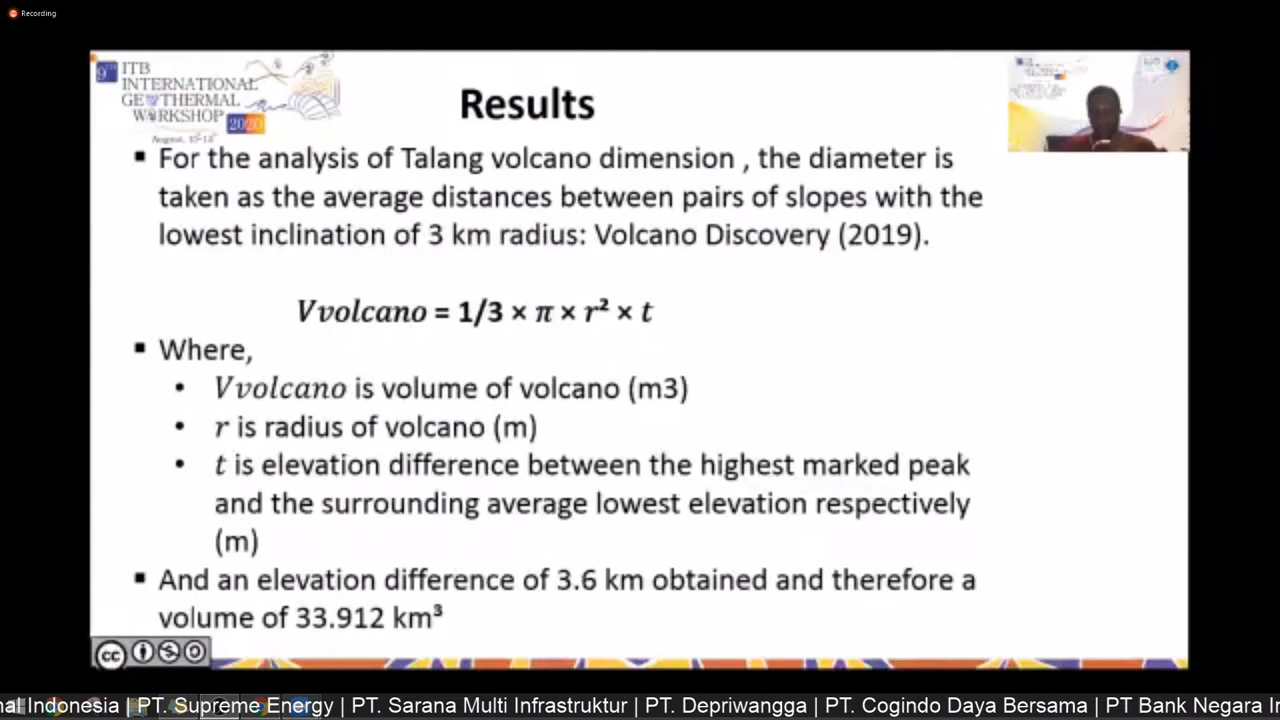 Recording
9TH ITB
INTERNATIONAL
GEOTHERMAL
WORKSHOP
2020
Results
▪ For the analysis of Talang volcano dimension , the diameter is
taken as the average distances between pairs of slopes with the
lowest inclination of 3 km radius: Volcano Discovery (2019).
Vvolcano = 1/3 × π × r² × t
▪ Where,
• Vvolcano is volume of volcano (m3)
• r is radius of volcano (m)
• t is elevation difference between the highest marked peak
and the surrounding average lowest elevation respectively
(m)
▪ And an elevation difference of 3.6 km obtained and therefore a
volume of 33.912 km³
cc
nal Indonesia | PT. Supreme Energy | PT. Sarana Multi Infrastruktur | PT. Depriwangga | PT. Cogindo Daya Bersama | PT Bank Negara In